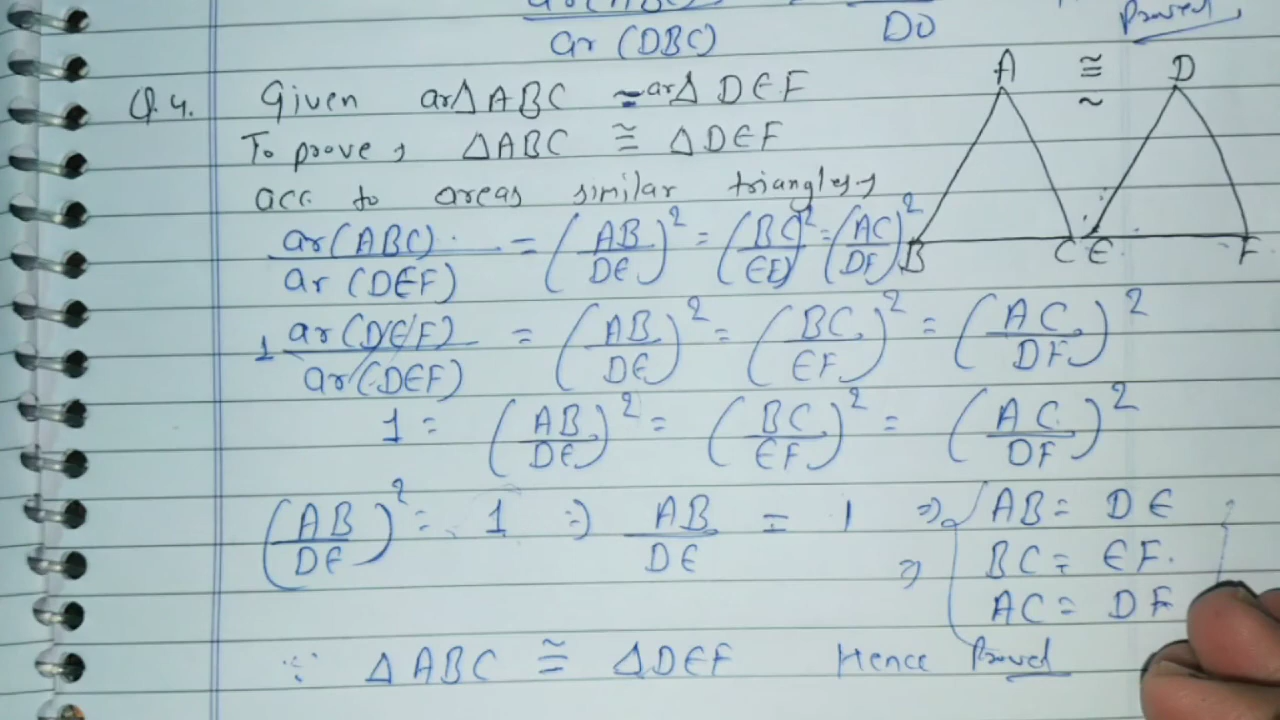 ar (DBC) DO Proved,
Q.4. Given ar∆ ABC ~ ar∆ DEF
To prove, ∆ABC ≅ ∆DEF
acc. to areas similar triangles,
ar(ABC) / ar(DEF) = (AB/DE)² = (BC/EF)² = (AC/DF)²
1 ar(DEF) / ar(DEF) = (AB/DE)² = (BC/EF)² = (AC/DF)²
1 = (AB/DE)² = (BC/EF)² = (AC/DF)²
(AB/DE)² = 1 ⇒ AB/DE = 1 ⇒ AB = DE
⇒ BC = EF.
AC = DF
∵ ∆ABC ≅ ∆DEF Hence Proved
A ≅ D
~
B C E F